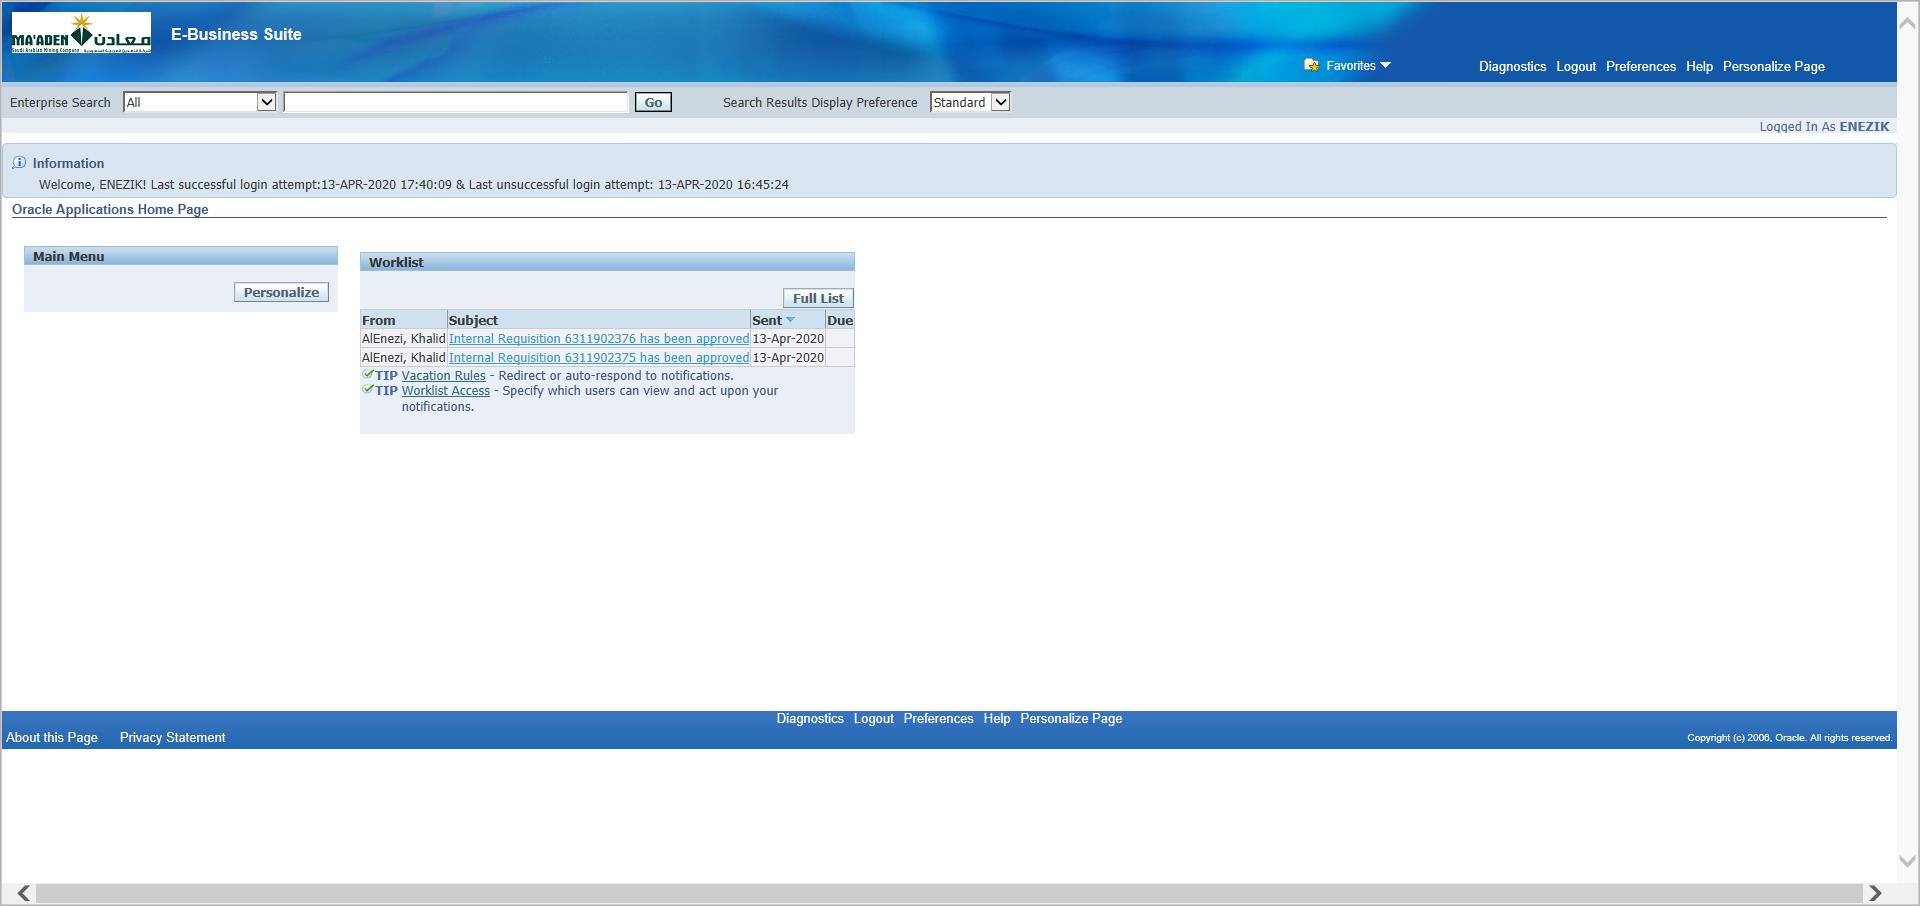 MA'ADEN معادن
Saudi Arabian Mining Company شركة التعدين العربية السعودية
E-Business Suite
Favorites
Diagnostics Logout Preferences Help Personalize Page
Enterprise Search All Go Search Results Display Preference Standard
Logged In As ENEZIK
Information
Welcome, ENEZIK! Last successful login attempt:13-APR-2020 17:40:09 & Last unsuccessful login attempt: 13-APR-2020 16:45:24
Oracle Applications Home Page
Main Menu
Personalize
Worklist
Full List
From Subject Sent Due
AlEnezi, Khalid Internal Requisition 6311902376 has been approved 13-Apr-2020
AlEnezi, Khalid Internal Requisition 6311902375 has been approved 13-Apr-2020
TIP Vacation Rules - Redirect or auto-respond to notifications.
TIP Worklist Access - Specify which users can view and act upon your
notifications.
Diagnostics Logout Preferences Help Personalize Page
About this Page Privacy Statement
Copyright (c) 2006, Oracle. All rights reserved.